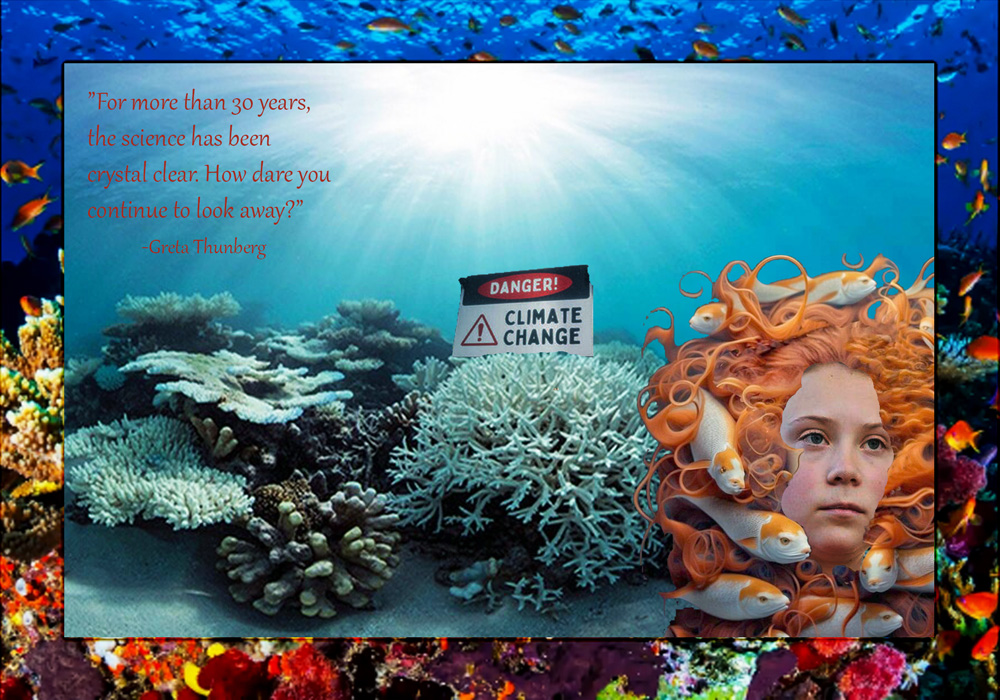 ”For more than 30 years,
the science has been
crystal clear. How dare you
continue to look away?”
-Greta Thunberg
DANGER!
CLIMATE
CHANGE